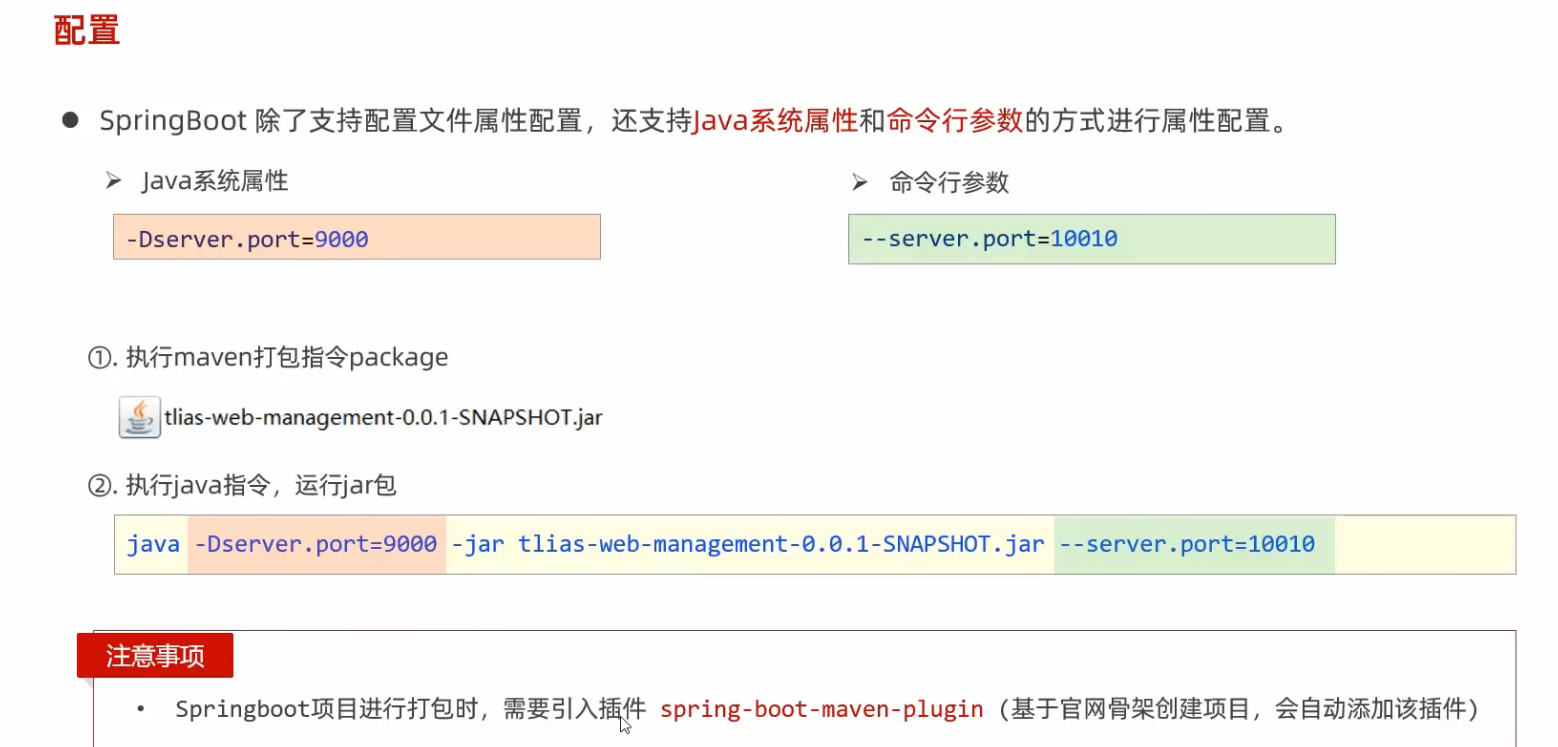 配置
● SpringBoot 除了支持配置文件属性配置，还支持Java系统属性和命令行参数的方式进行属性配置。
➢ Java系统属性
-Dserver.port=9000
➢ 命令行参数
--server.port=10010
①. 执行maven打包指令package
tlias-web-management-0.0.1-SNAPSHOT.jar
②. 执行java指令，运行jar包
java -Dserver.port=9000 -jar tlias-web-management-0.0.1-SNAPSHOT.jar --server.port=10010
注意事项
• Springboot项目进行打包时，需要引入插件 spring-boot-maven-plugin (基于官网骨架创建项目，会自动添加该插件)